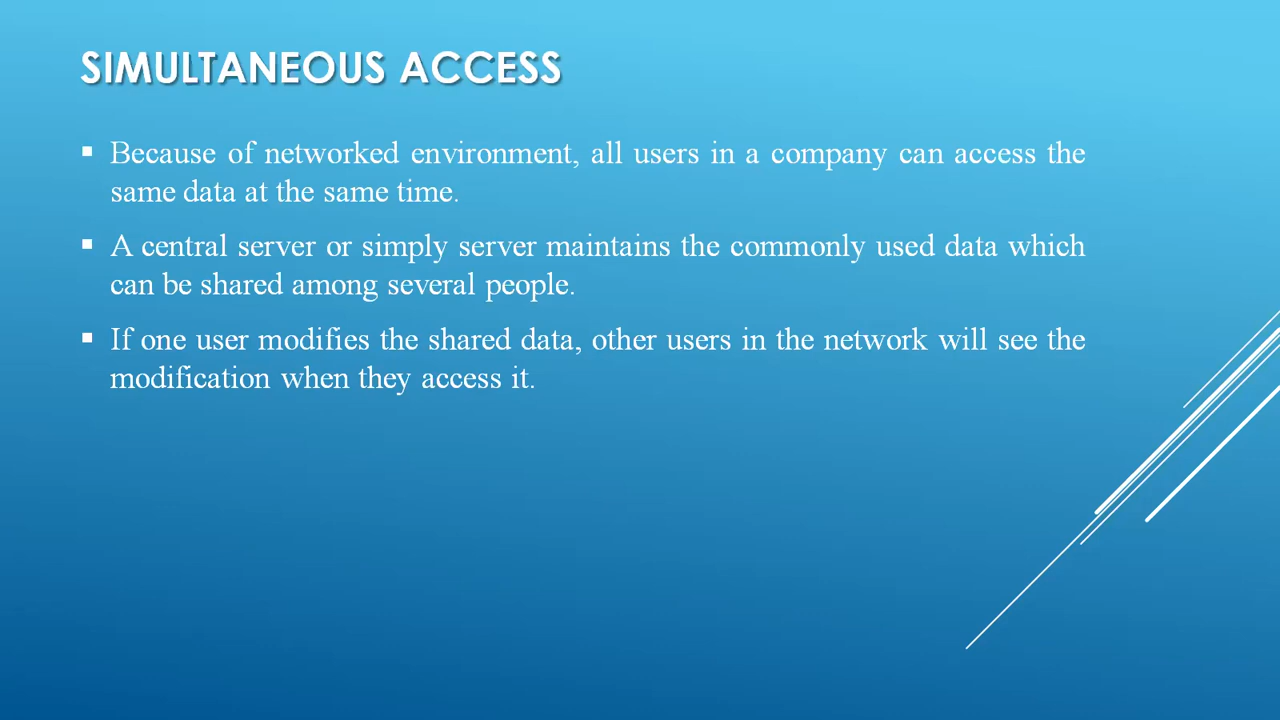 SIMULTANEOUS ACCESS
▪ Because of networked environment, all users in a company can access the
same data at the same time.
▪ A central server or simply server maintains the commonly used data which
can be shared among several people.
▪ If one user modifies the shared data, other users in the network will see the
modification when they access it.